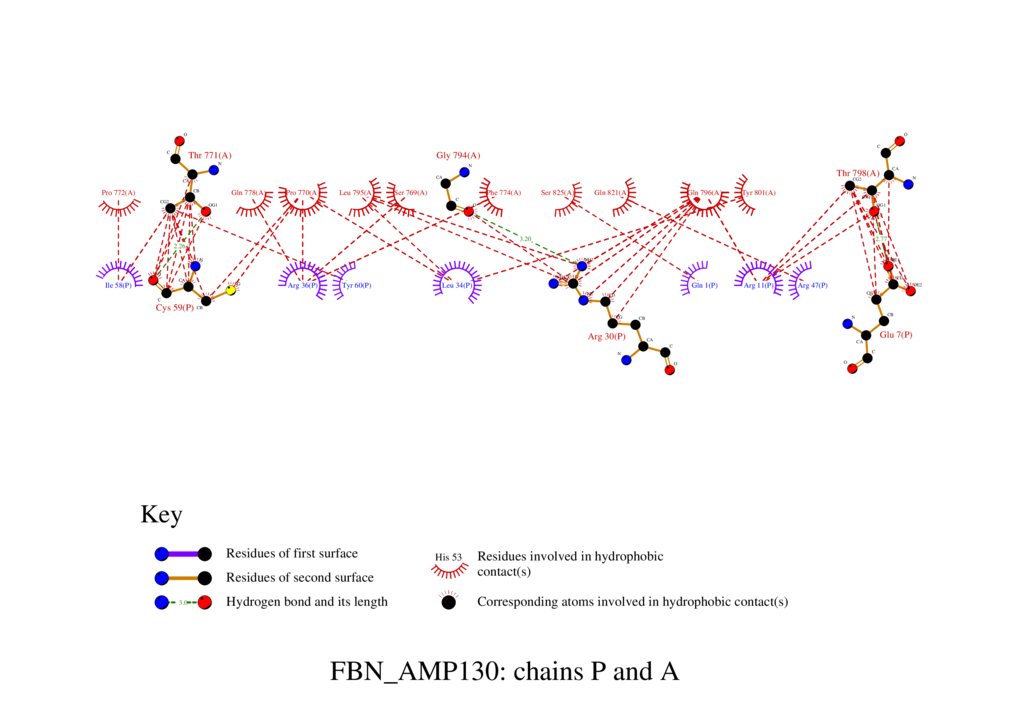 Thr 771(A)
Gly 794(A)
Thr 798(A)
Pro 772(A)
Gln 778(A)
Pro 770(A)
Leu 795(A)
Ser 769(A)
Phe 774(A)
Ser 825(A)
Gln 821(A)
Gln 796(A)
Tyr 801(A)
3.20
Ile 58(P)
Arg 36(P)
Tyr 60(P)
Leu 34(P)
Gln 1(P)
Arg 11(P)
Arg 47(P)
Cys 59(P)
Arg 30(P)
Glu 7(P)
Key
Residues of first surface
Residues of second surface
3.0
Hydrogen bond and its length
His 53
Residues involved in hydrophobic
contact(s)
Corresponding atoms involved in hydrophobic contact(s)
FBN_AMP130: chains P and A